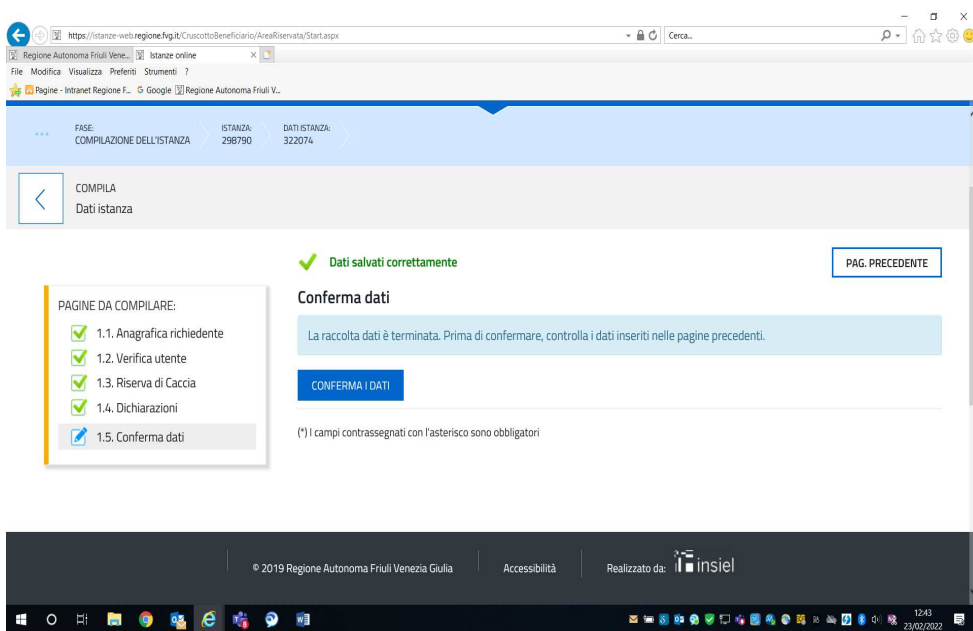 https://istanze-web.regione.fvg.it/CruscottoBeneficiario/AreaRiservata/Start.aspx
Cerca...
Regione Autonoma Friuli Vene...
Istanze online
File Modifica Visualizza Preferiti Strumenti ?
Pagine - Intranet Regione F...
Google
Regione Autonoma Friuli V...
FASE:
COMPILAZIONE DELL'ISTANZA
ISTANZA:
298790
DATI ISTANZA:
322074
COMPILA
Dati istanza
Dati salvati correttamente
PAG. PRECEDENTE
PAGINE DA COMPILARE:
1.1. Anagrafica richiedente
1.2. Verifica utente
1.3. Riserva di Caccia
1.4. Dichiarazioni
1.5. Conferma dati
Conferma dati
La raccolta dati è terminata. Prima di confermare, controlla i dati inseriti nelle pagine precedenti.
CONFERMA I DATI
(*) I campi contrassegnati con l'asterisco sono obbligatori
© 2019 Regione Autonoma Friuli Venezia Giulia
Accessibilità
Realizzato da:
insiel
12:43
23/02/2022